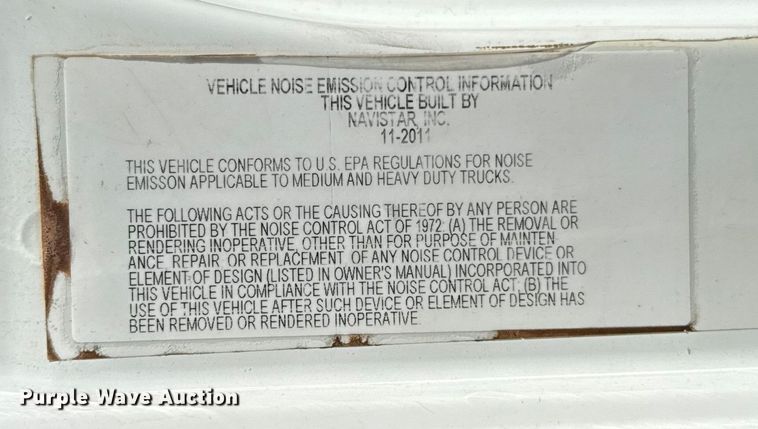 VEHICLE NOISE EMISSION CONTROL INFORMATION
THIS VEHICLE BUILT BY
NAVISTAR, INC.
11-2011
THIS VEHICLE CONFORMS TO U.S. EPA REGULATIONS FOR NOISE
EMISSON APPLICABLE TO MEDIUM AND HEAVY DUTY TRUCKS.
THE FOLLOWING ACTS OR THE CAUSING THEREOF BY ANY PERSON ARE
PROHIBITED BY THE NOISE CONTROL ACT OF 1972: (A) THE REMOVAL OR
RENDERING INOPERATIVE, OTHER THAN FOR PURPOSE OF MAINTEN
ANCE, REPAIR, OR REPLACFMENT, OF ANY NOISE CONTROL DEVICE OR
ELEMENT OF DESIGN (LISTED IN OWNER'S MANUAL) INCORPORATED INTO
THIS VEHICLE IN COMPLIANCE WITH THE NOISE CONTROL ACT, (B) THE
USE OF THIS VEHICLE AFTER SUCH DEVICE OR ELEMENT OF DESIGN HAS
BEEN REMOVED OR RENDERED INOPERATIVE.
Purple Wave Auction®